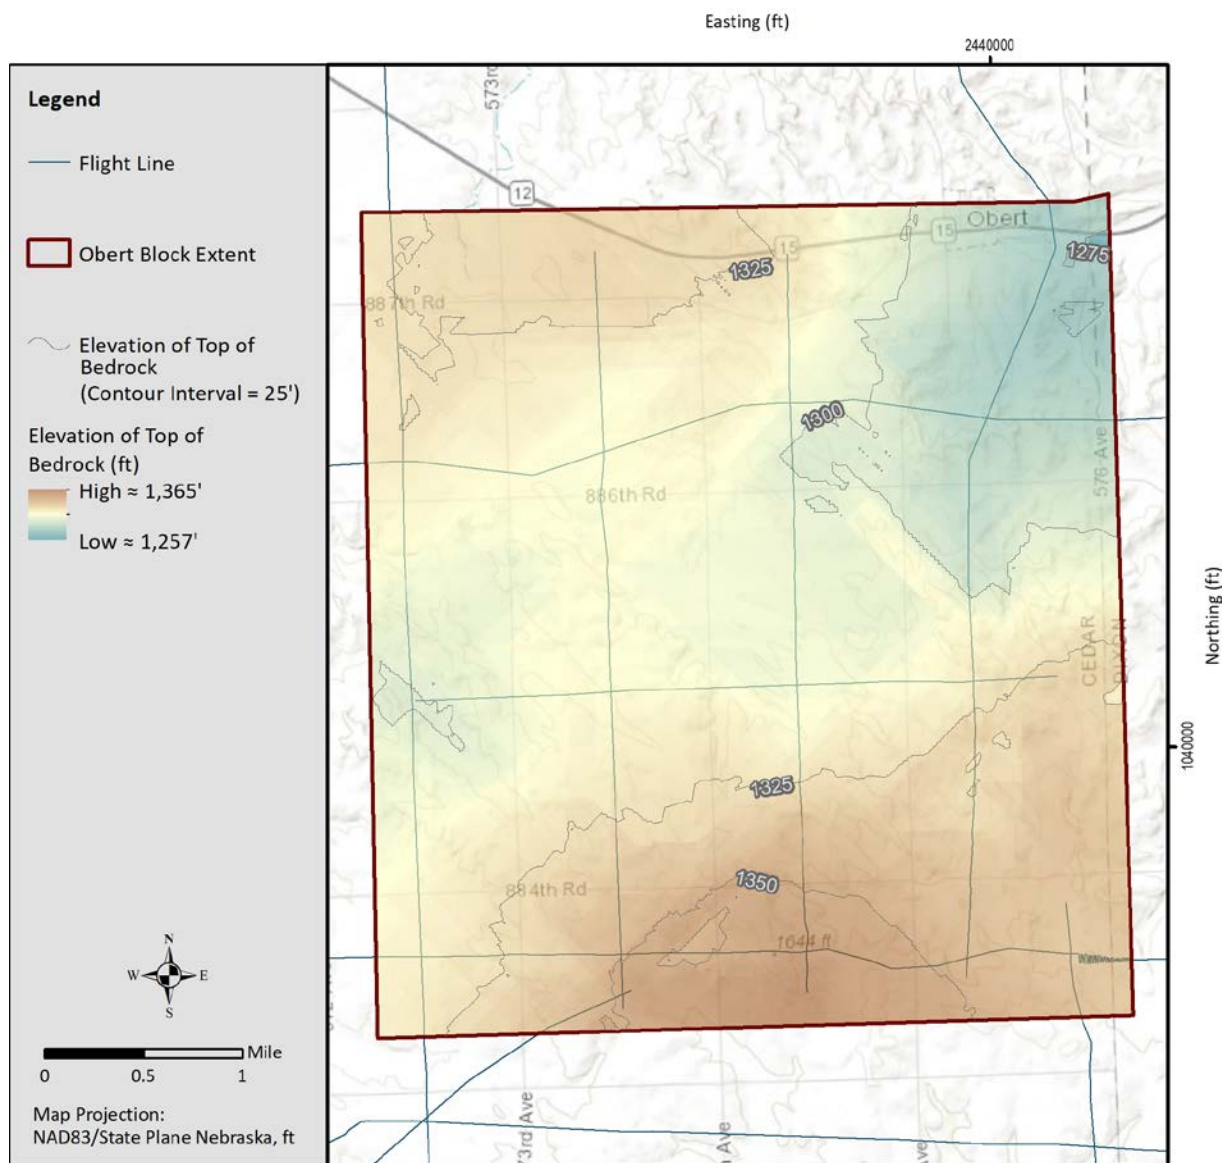 Easting (ft)
2440000
Legend
Flight Line
Obert Block Extent
Elevation of Top of
Bedrock
(Contour Interval = 25')
Elevation of Top of
Bedrock (ft)
High ≈ 1,365'
Low ≈ 1,257'
N
W E
S
Mile
0 0.5 1
Map Projection:
NAD83/State Plane Nebraska, ft
573rd
12
15
15
Obert
1275
1325
887th Rd
1300
576 Ave
886th Rd
CEDAR
DIXON
Northing (ft)
1040000
1325
884th Rd
1350
1644 ft
73rd Ave
Ave